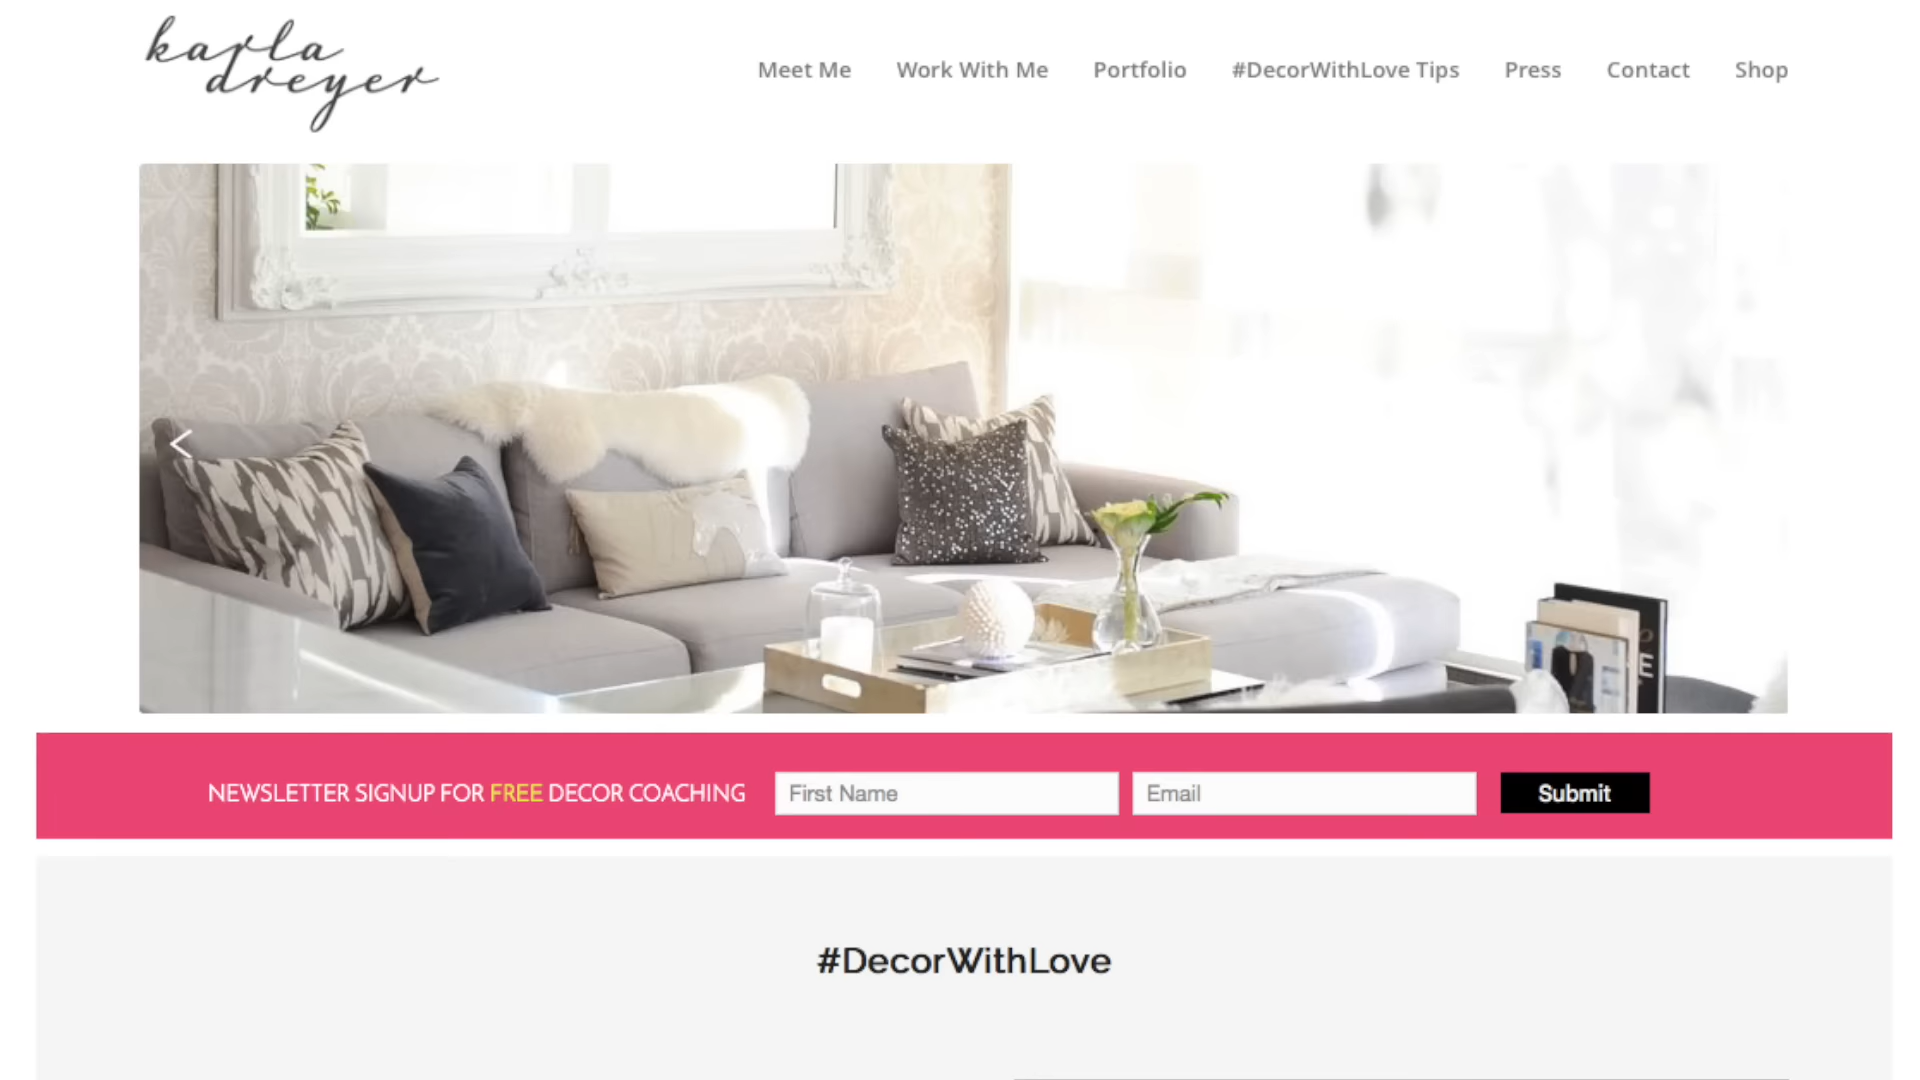 karla
dreyer
Meet Me
Work With Me
Portfolio
#DecorWithLove Tips
Press
Contact
Shop
NEWSLETTER SIGNUP FOR FREE DECOR COACHING
First Name
Email
Submit
#DecorWithLove